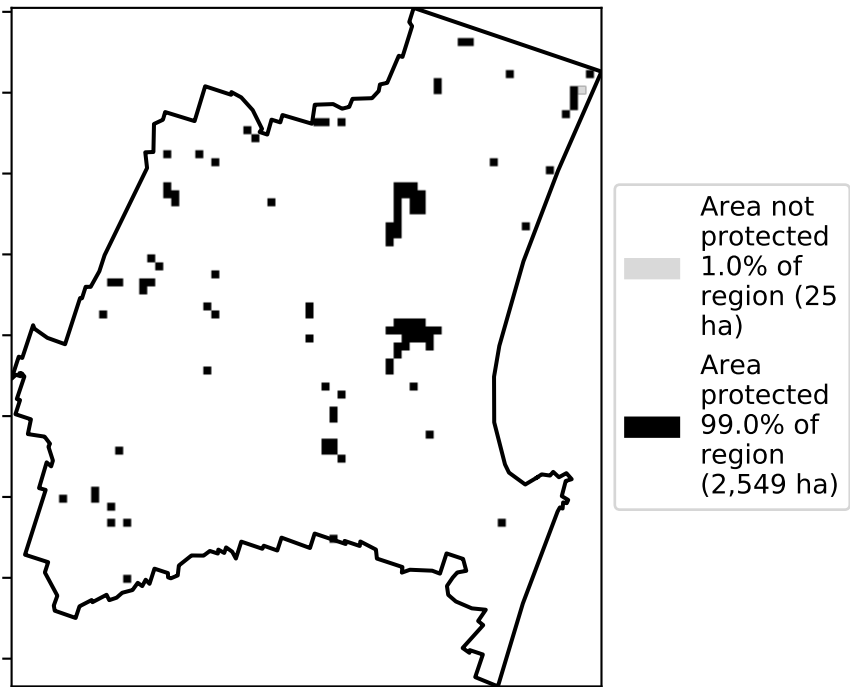 Area not
protected
1.0% of
region (25
ha)
Area
protected
99.0% of
region
(2,549 ha)